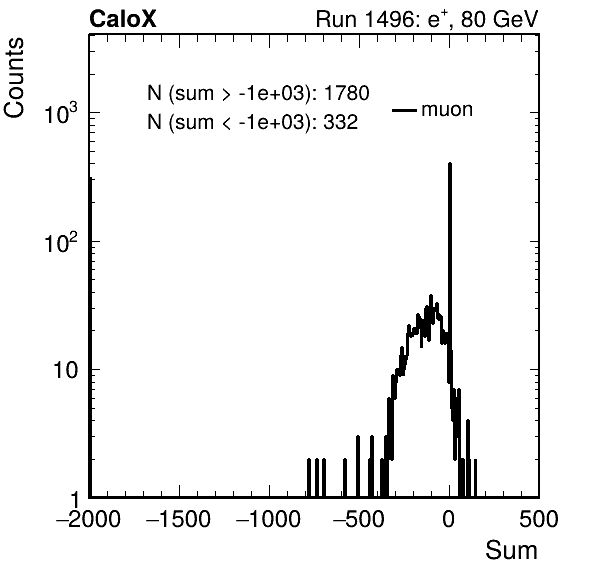 CaloX Run 1496: e⁺, 80 GeV
Counts
N (sum > -1e+03): 1780
N (sum < -1e+03): 332
muon
10³
10²
10
1
−2000 −1500 −1000 −500 0 500
Sum